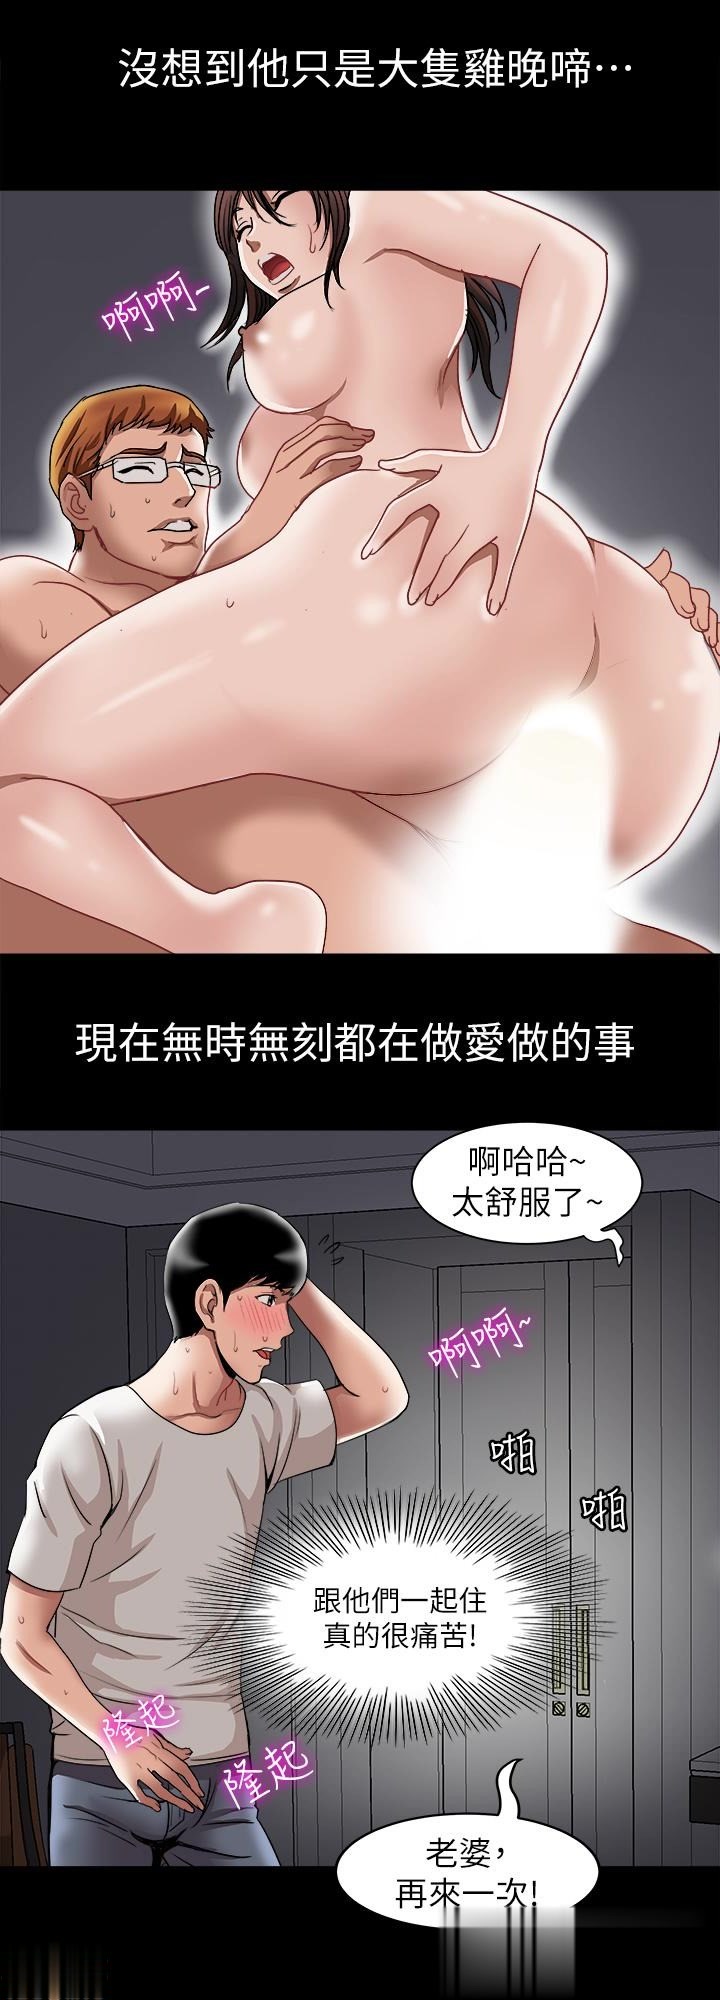 沒想到他只是大隻雞晚啼…
啊啊~
現在無時無刻都在做愛做的事
啊哈哈~
太舒服了~
啊啊~
啪
啪
跟他們一起住
真的很痛苦!
隆起
隆起
老婆,
再來一次!